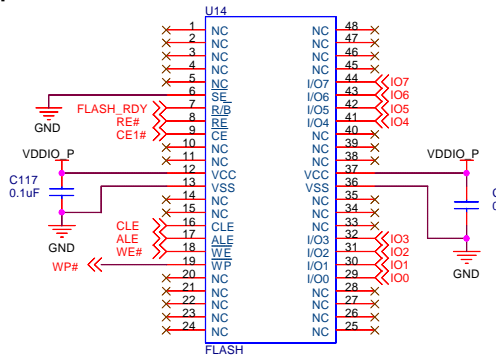 U14
1 NC NC 48
2 NC NC 47
3 NC NC 46
4 NC NC 45
5 NC I/O7 44 IO7
6 SE I/O6 43 IO6
GND
FLASH_RDY 7 R/B I/O5 42 IO5
RE# 8 RE I/O4 41 IO4
CE1# 9 CE NC 40
10 NC NC 39
11 NC NC 38
VDDIO_P 12 VCC VCC 37 VDDIO_P
C117
0.1uF
13 VSS VSS 36
14 NC NC 35
15 NC NC 34
CLE 16 CLE NC 33
ALE 17 ALE I/O3 32 IO3
WE# 18 WE I/O2 31 IO2
GND
WP# 19 WP I/O1 30 IO1
20 NC I/O0 29 IO0
GND
21 NC NC 28
22 NC NC 27
23 NC NC 26
24 NC NC 25
FLASH